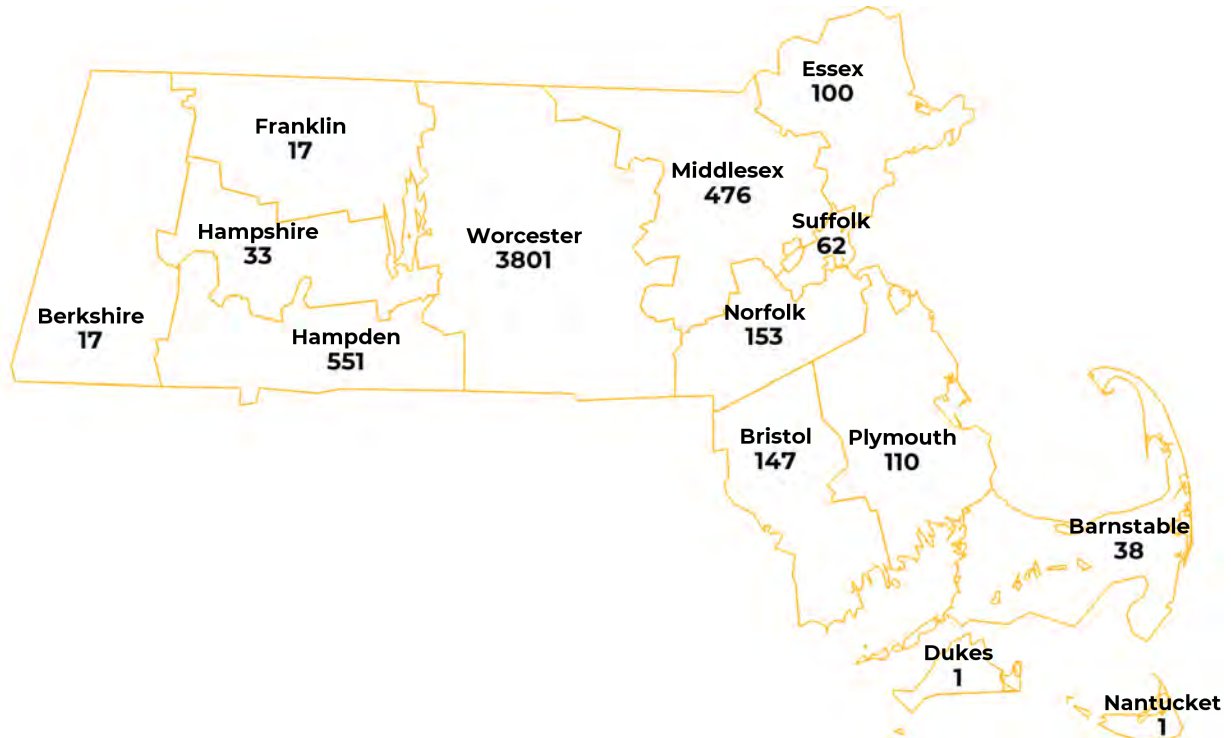 Essex
100
Franklin
17
Middlesex
476
Suffolk
62
Hampshire
33
Worcester
3801
Berkshire
17
Norfolk
153
Hampden
551
Bristol
147
Plymouth
110
Barnstable
38
Dukes
1
Nantucket
1